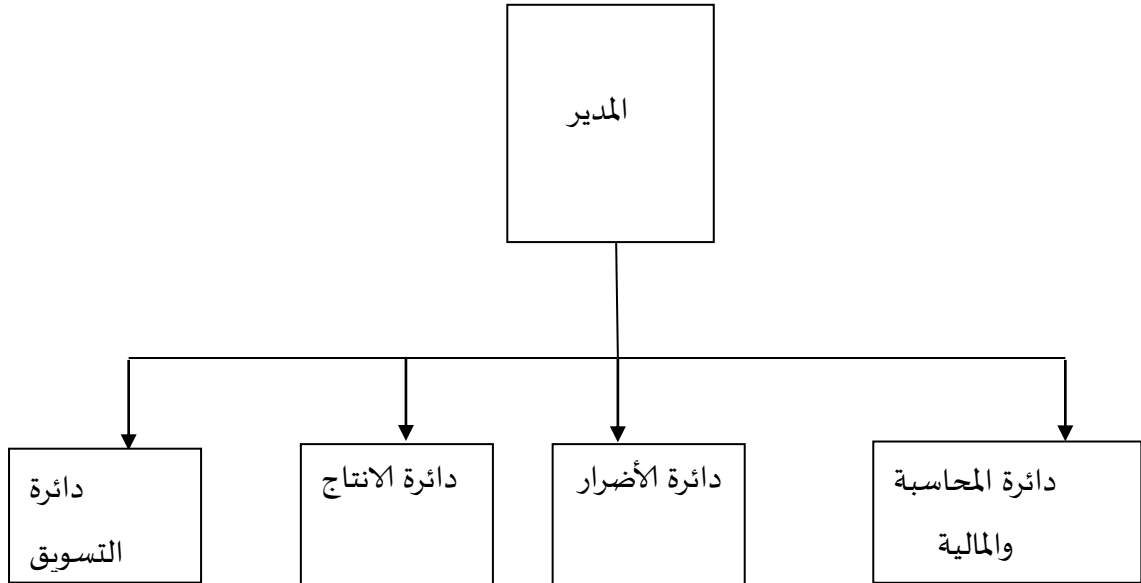 المدير
دائرة المحاسبة
والمالية
دائرة الأضرار
دائرة الانتاج
دائرة
التسويق